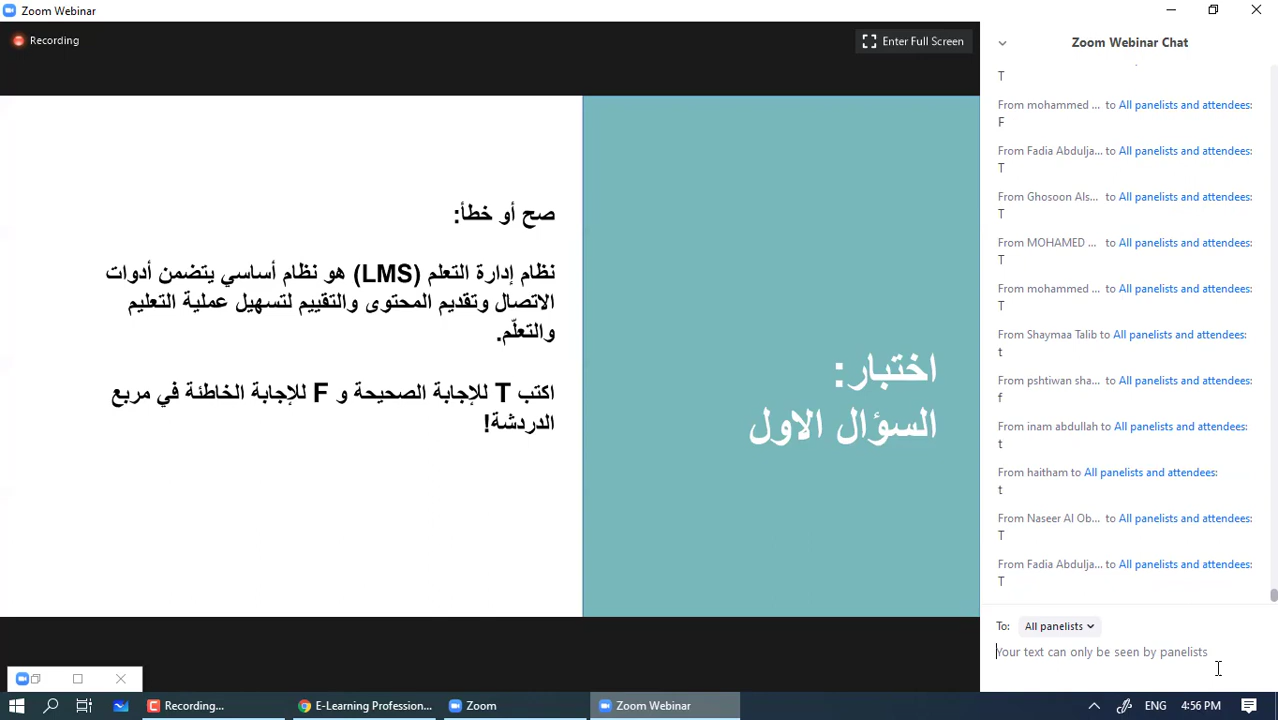 Zoom Webinar
Recording
Enter Full Screen
صح أو خطأ:
نظام إدارة التعلم (LMS) هو نظام أساسي يتضمن أدوات
الاتصال وتقديم المحتوى والتقييم لتسهيل عملية التعليم
والتعلّم.
اكتب T للإجابة الصحيحة و F للإجابة الخاطئة في مربع
الدردشة!
اختبار:
السؤال الاول
Zoom Webinar Chat
T
From mohammed ... to All panelists and attendees:
F
From Fadia Abdulja... to All panelists and attendees:
T
From Ghosoon Als... to All panelists and attendees:
T
From MOHAMED ... to All panelists and attendees:
T
From mohammed ... to All panelists and attendees:
T
From Shaymaa Talib to All panelists and attendees:
t
From pshtiwan sha... to All panelists and attendees:
f
From inam abdullah to All panelists and attendees:
t
From haitham to All panelists and attendees:
t
From Naseer Al Ob... to All panelists and attendees:
T
From Fadia Abdulja... to All panelists and attendees:
T
To: All panelists
Your text can only be seen by panelists
Recording...
E-Learning Profession...
Zoom
Zoom Webinar
4:56 PM